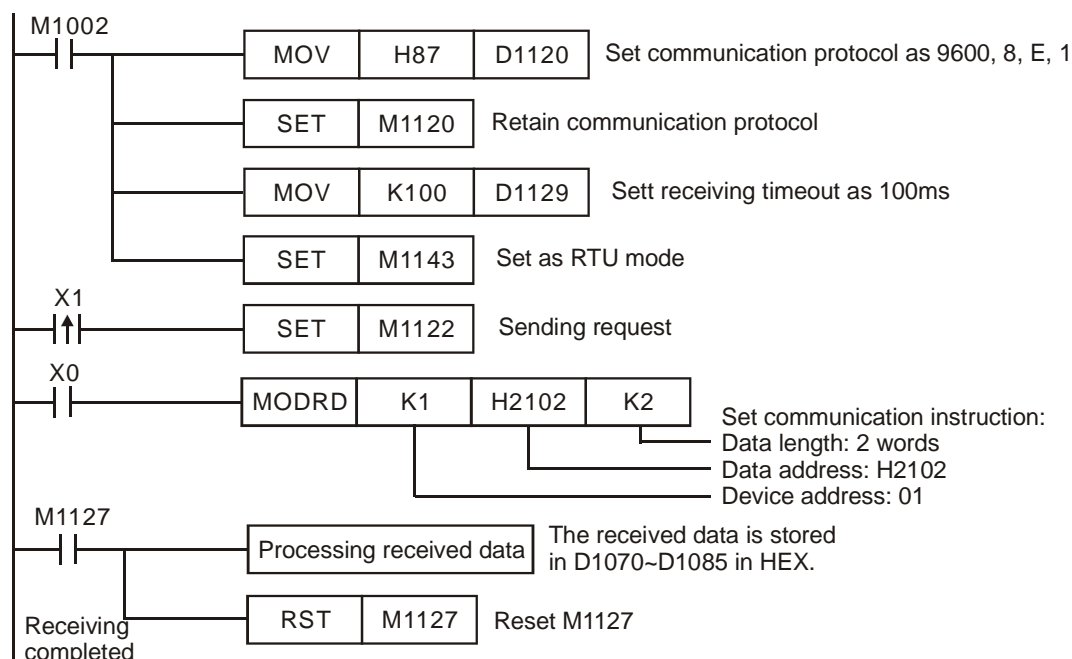 M1002
MOV H87 D1120 Set communication protocol as 9600, 8, E, 1
SET M1120 Retain communication protocol
MOV K100 D1129 Sett receiving timeout as 100ms
SET M1143 Set as RTU mode
X1
SET M1122 Sending request
X0
MODRD K1 H2102 K2
Set communication instruction:
Data length: 2 words
Data address: H2102
Device address: 01
M1127
Processing received data
The received data is stored
in D1070~D1085 in HEX.
RST M1127 Reset M1127
Receiving
completed